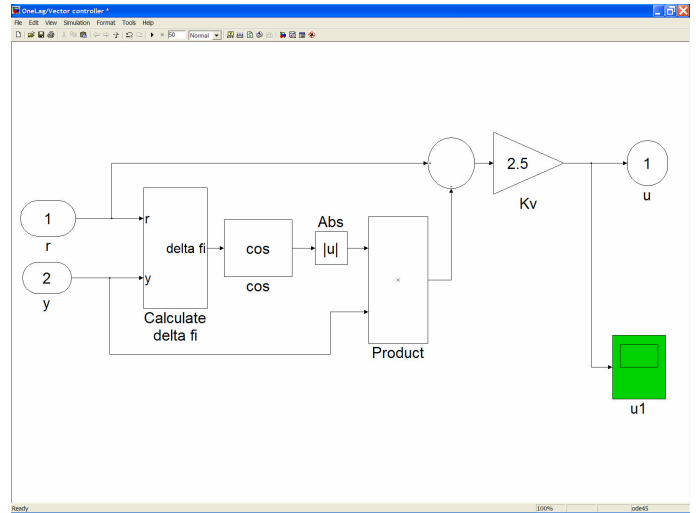 OneLag/Vector controller *
File Edit View Simulation Format Tools Help
50 Normal
2.5
1
Kv
u
1
r
r
Abs
delta fi
cos
|u|
cos
2
y
y
×
Calculate
delta fi
Product
u1
Ready
100%
ode45